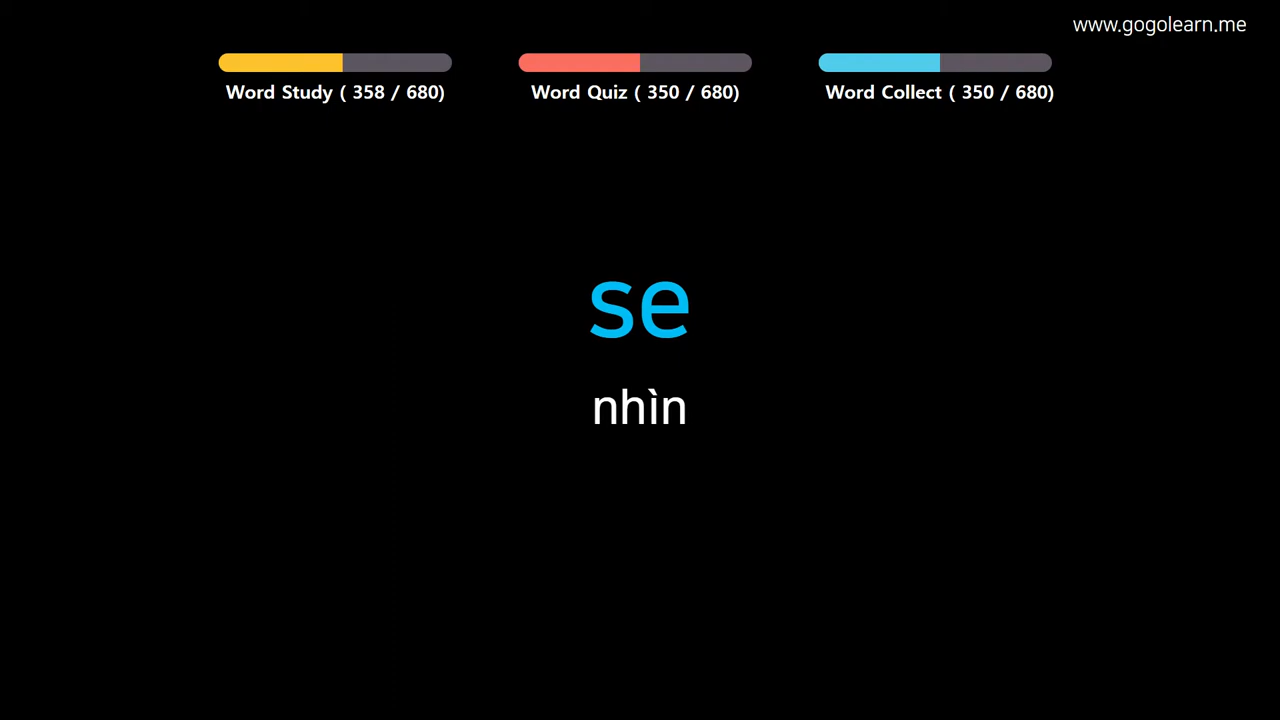 www.gogolearn.me
Word Study ( 358 / 680)
Word Quiz ( 350 / 680)
Word Collect ( 350 / 680)
se
nhìn